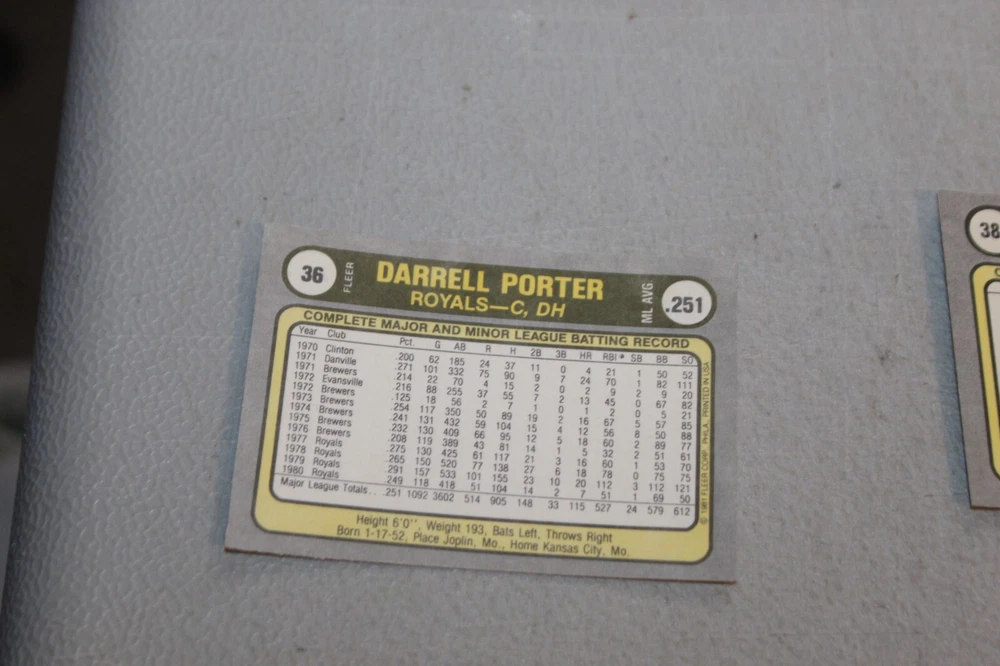 36 FLEER DARRELL PORTER ML AVG. .251
ROYALS—C, DH
COMPLETE MAJOR AND MINOR LEAGUE BATTING RECORD
Year Club Pct. G AB R H 2B 3B HR RBI* SB BB SO
1970 Clinton .200 62 185 24 37 11 0 4 21 1 50 52
1971 Danville .271 101 332 75 90 9 7 24 70 1 82 111
1971 Brewers .214 22 70 4 15 2 0 2 9 2 9 20
1972 Evansville .216 88 255 37 55 7 2 13 45 0 67 82
1972 Brewers .125 18 56 2 7 1 0 1 2 0 5 21
1973 Brewers .254 117 350 50 89 19 2 16 67 5 57 85
1974 Brewers .241 131 432 59 104 15 4 12 56 8 50 88
1975 Brewers .232 130 409 66 95 12 5 18 60 2 89 77
1976 Brewers .208 119 389 43 81 14 1 5 32 2 51 61
1977 Royals .275 130 425 61 117 21 3 16 60 1 53 70
1978 Royals .265 150 520 77 138 27 6 18 78 0 75 75
1979 Royals .291 157 533 101 155 23 10 20 112 3 112 121
1980 Royals .249 118 418 51 104 14 2 7 51 1 69 50
Major League Totals.. .251 1092 3602 514 905 148 33 115 527 24 579 612
Height 6'0'', Weight 193, Bats Left, Throws Right
Born 1-17-52, Place Joplin, Mo., Home Kansas City, Mo.
© 1981 FLEER CORP. PHILA. PRINTED IN USA
38